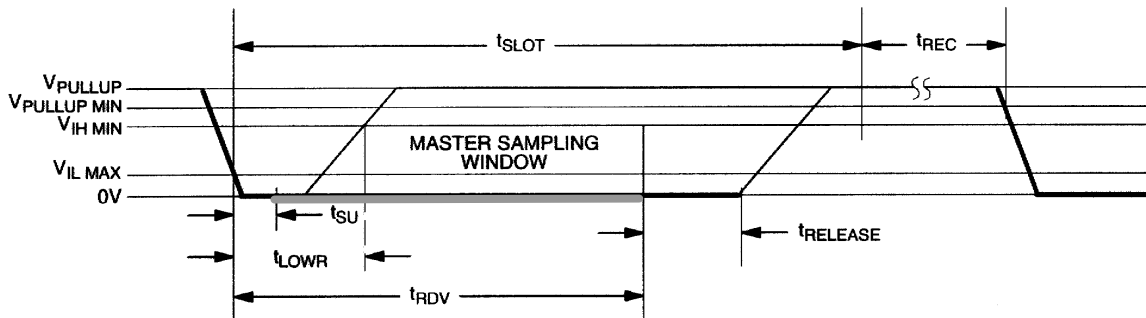 tSLOT
tREC
VPULLUP
VPULLUP MIN
VIH MIN
MASTER SAMPLING
WINDOW
VIL MAX
0V
tSU
tRELEASE
tLOWR
tRDV